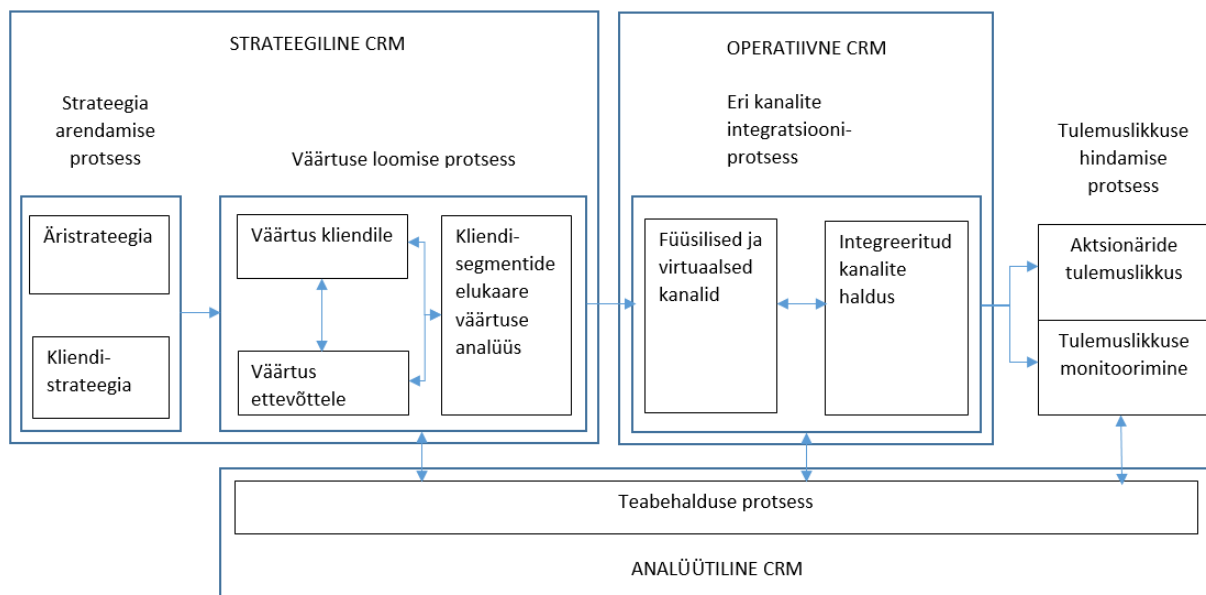 STRATEEGILINE CRM
Strateegia
arendamise
protsess
Väärtuse loomise protsess
Äristrateegia
Kliendi-
strateegia
Väärtus kliendile
Väärtus
ettevõttele
Kliendi-
segmentide
elukaare
väärtuse
analüüs
OPERATIIVNE CRM
Eri kanalite
integratsiooni-
protsess
Füüsilised ja
virtuaalsed
kanalid
Integreeritud
kanalite
haldus
Tulemuslikkuse
hindamise
protsess
Aktsionäride
tulemuslikkus
Tulemuslikkuse
monitoorimine
Teabehalduse protsess
ANALÜÜTILINE CRM